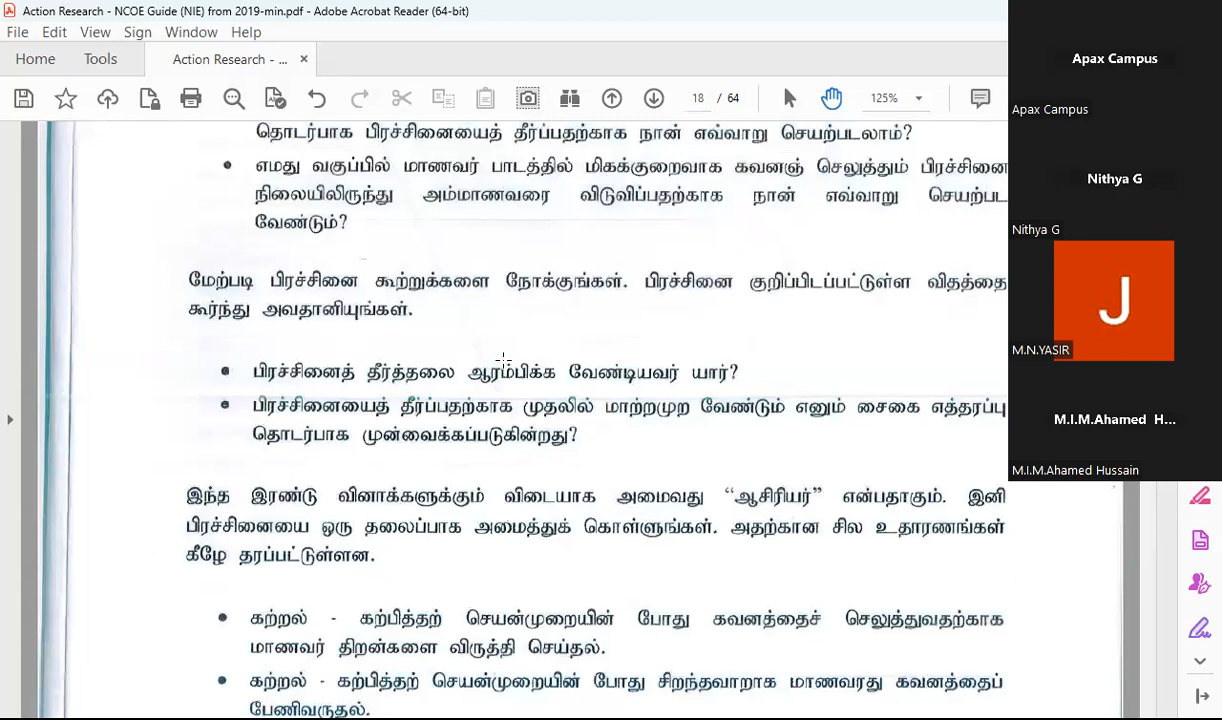 Action Research - NCOE Guide (NIE) from 2019-min.pdf - Adobe Acrobat Reader (64-bit)
File Edit View Sign Window Help
Home Tools Action Research - ... ×
18 / 64 125%
தொடர்பாக பிரச்சினையைத் தீர்ப்பதற்காக நான் எவ்வாறு செயற்படலாம்?
• எமது வகுப்பில் மாணவர் பாடத்தில் மிகக்குறைவாக கவனஞ் செலுத்தும் பிரச்சினை
நிலையிலிருந்து அம்மாணவரை விடுவிப்பதற்காக நான் எவ்வாறு செயற்பட
வேண்டும்?
மேற்படி பிரச்சினை கூற்றுக்களை நோக்குங்கள். பிரச்சினை குறிப்பிடப்பட்டுள்ள விதத்தை
கூர்ந்து அவதானியுங்கள்.
• பிரச்சினைத் தீர்த்தலை ஆரம்பிக்க வேண்டியவர் யார்?
• பிரச்சினையைத் தீர்ப்பதற்காக முதலில் மாற்றமுற வேண்டும் எனும் சைகை எத்தரப்பு
தொடர்பாக முன்வைக்கப்படுகின்றது?
இந்த இரண்டு வினாக்களுக்கும் விடையாக அமைவது “ஆசிரியர்” என்பதாகும். இனி
பிரச்சினையை ஒரு தலைப்பாக அமைத்துக் கொள்ளுங்கள். அதற்கான சில உதாரணங்கள்
கீழே தரப்பட்டுள்ளன.
• கற்றல் - கற்பித்தற் செயன்முறையின் போது கவனத்தைச் செலுத்துவதற்காக
மாணவர் திறன்களை விருத்தி செய்தல்.
• கற்றல் - கற்பித்தற் செயன்முறையின் போது சிறந்தவாறாக மாணவரது கவனத்தைப்
பேணிவருதல்.
Apax Campus
Apax Campus
Nithya G
Nithya G
J
M.N.YASIR
M.I.M.Ahamed H...
M.I.M.Ahamed Hussain